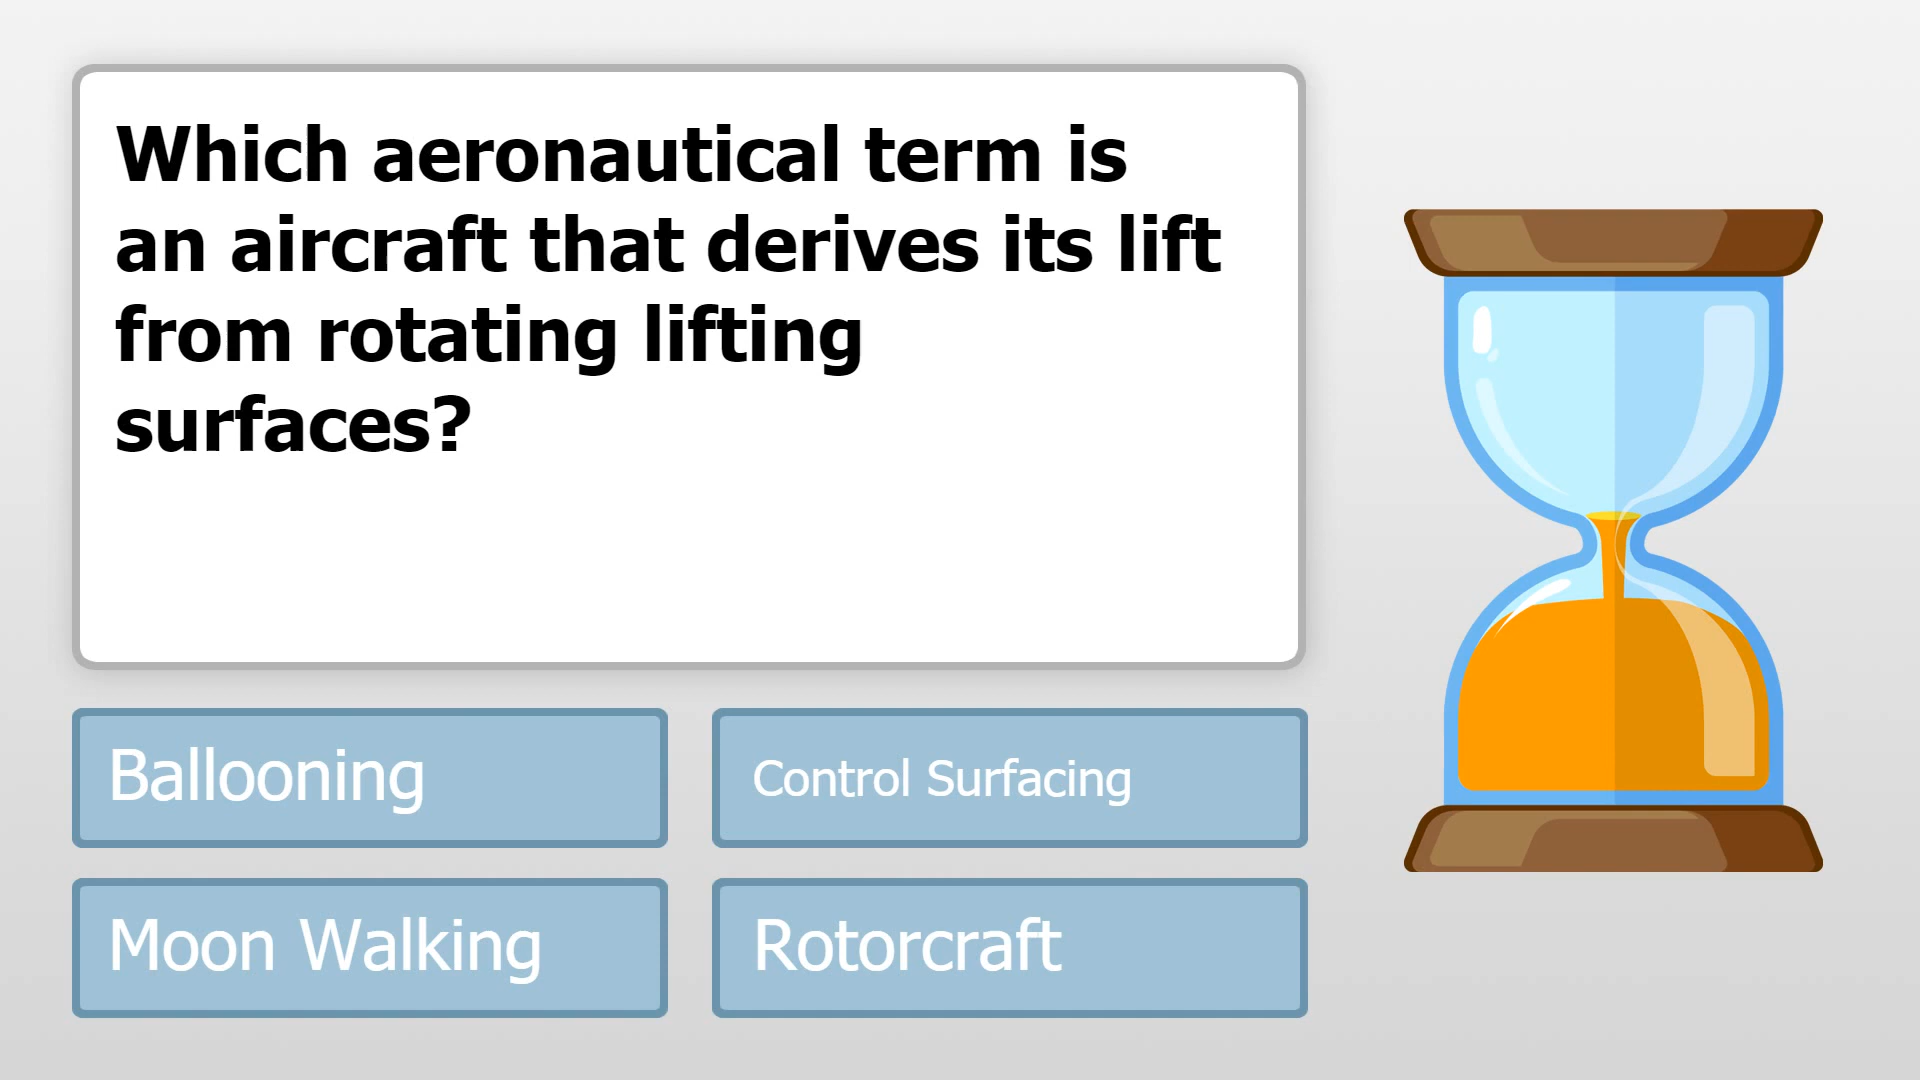 Which aeronautical term is
an aircraft that derives its lift
from rotating lifting
surfaces?
Ballooning
Control Surfacing
Moon Walking
Rotorcraft